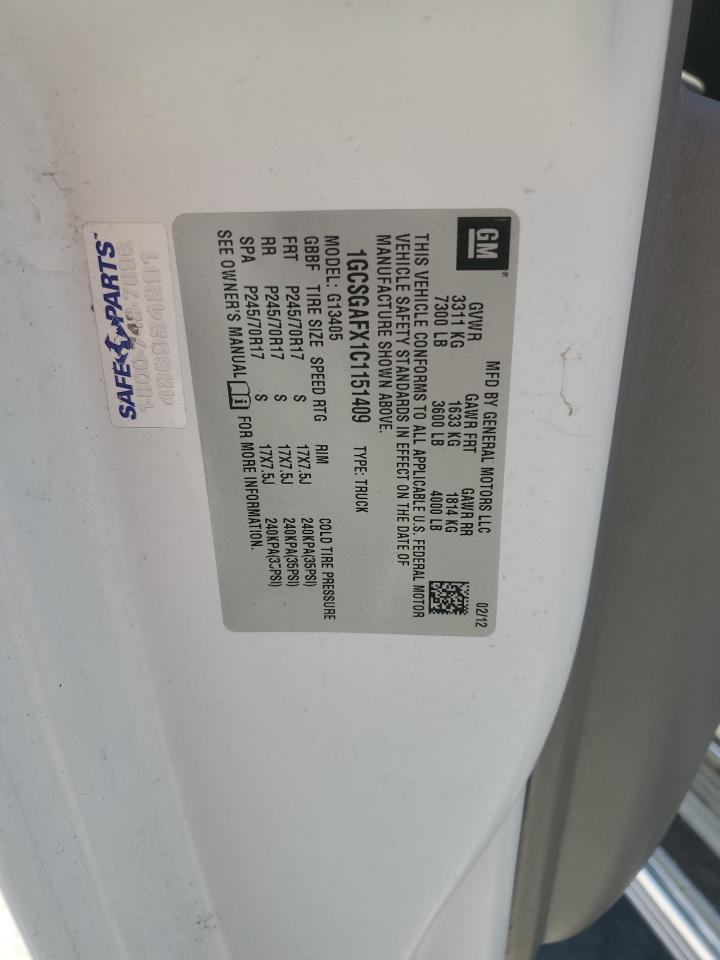 MFD BY GENERAL MOTORS LLC 02/12
GM
GVWR GAWR FRT GAWR RR
3311 KG 1633 KG 1814 KG
7300 LB 3600 LB 4000 LB
THIS VEHICLE CONFORMS TO ALL APPLICABLE U.S. FEDERAL MOTOR
VEHICLE SAFETY STANDARDS IN EFFECT ON THE DATE OF
MANUFACTURE SHOWN ABOVE.
1GCSGAFX1C1151409 TYPE: TRUCK
MODEL: G13405
GBBF TIRE SIZE SPEED RTG RIM COLD TIRE PRESSURE
FRT P245/70R17 S 17X7.5J 240KPA(35PSI)
RR P245/70R17 S 17X7.5J 240KPA(35PSI)
SPA P245/70R17 S 17X7.5J 240KPA(35PSI)
SEE OWNER'S MANUAL FOR MORE INFORMATION.
SAFE PARTS™